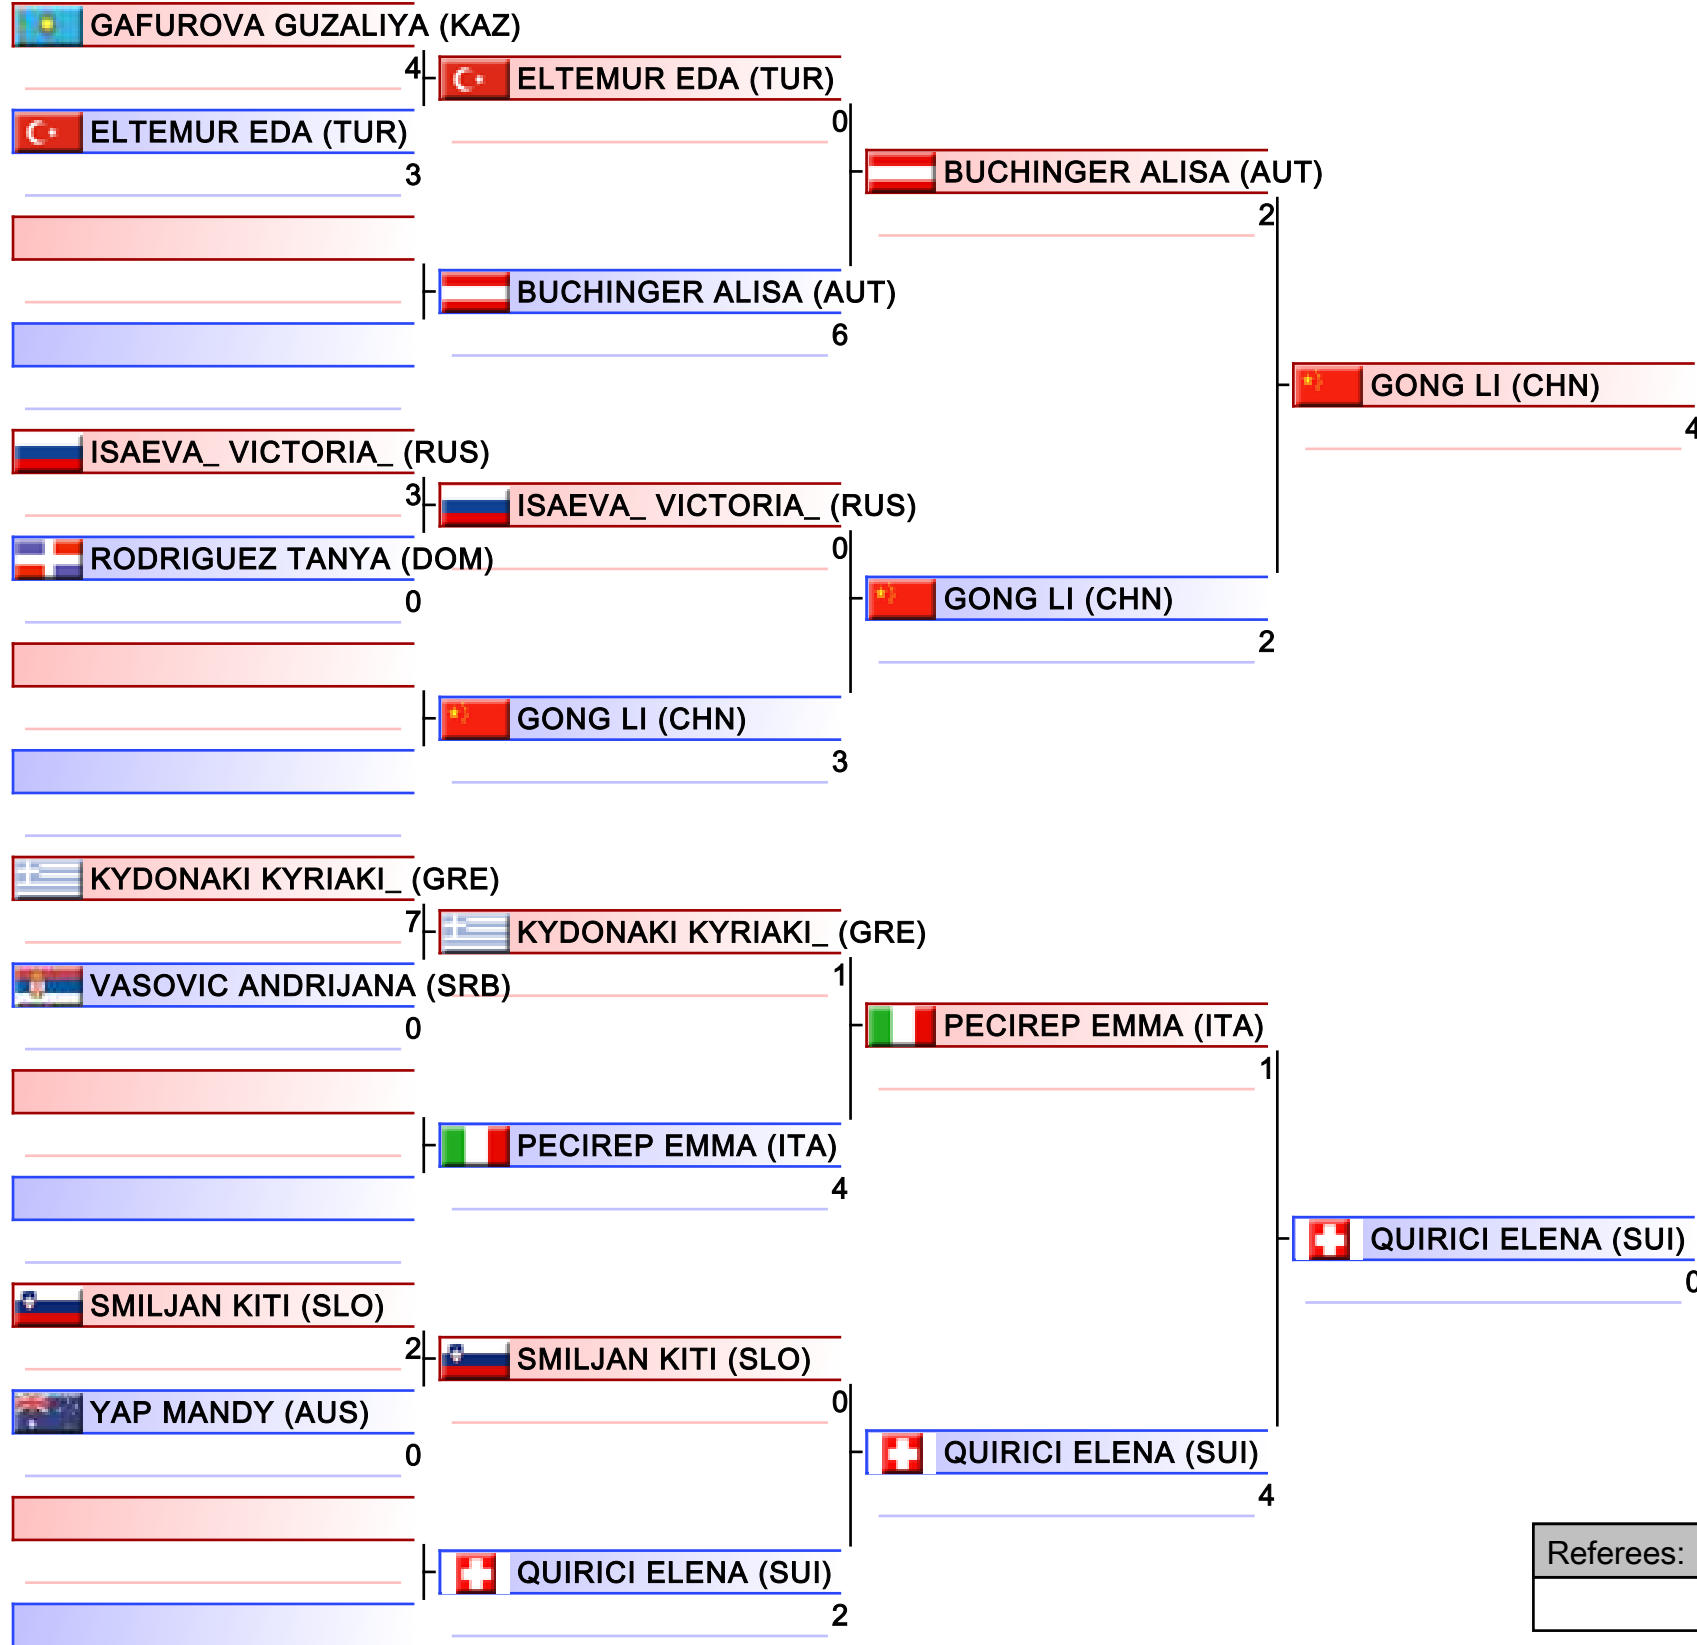 GAFUROVA GUZALIYA (KAZ)
4
ELTEMUR EDA (TUR)
3
ISAEVA_ VICTORIA_ (RUS)
3
RODRIGUEZ TANYA (DOM)
0
KYDONAKI KYRIAKI_ (GRE)
7
VASOVIC ANDRIJANA (SRB)
0
SMILJAN KITI (SLO)
2
YAP MANDY (AUS)
0
ELTEMUR EDA (TUR)
0
BUCHINGER ALISA (AUT)
6
ISAEVA_ VICTORIA_ (RUS)
0
GONG LI (CHN)
3
KYDONAKI KYRIAKI_ (GRE)
1
PECIREP EMMA (ITA)
4
SMILJAN KITI (SLO)
0
QUIRICI ELENA (SUI)
2
BUCHINGER ALISA (AUT)
2
GONG LI (CHN)
2
PECIREP EMMA (ITA)
1
QUIRICI ELENA (SUI)
4
GONG LI (CHN)
4
QUIRICI ELENA (SUI)
0
Referees: